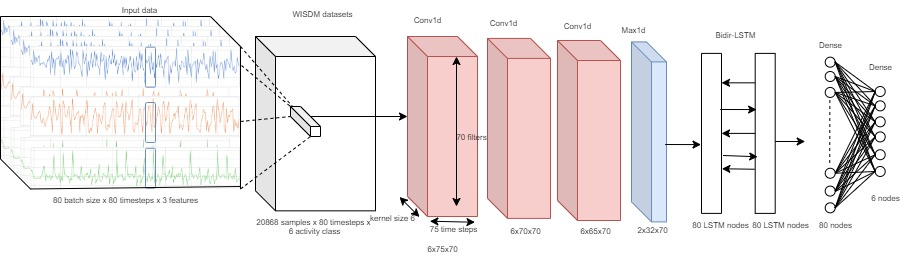 Input data
WISDM datasets
Conv1d
Conv1d
Conv1d
Max1d
Bidir-LSTM
Dense
Dense
70 filters
80 batch size x 80 timesteps x 3 features
20868 samples x 80 timesteps x
6 activity class
kernel size 6
75 time steps
6x75x70
6x70x70
6x65x70
2x32x70
80 LSTM nodes
80 LSTM nodes
80 nodes
6 nodes